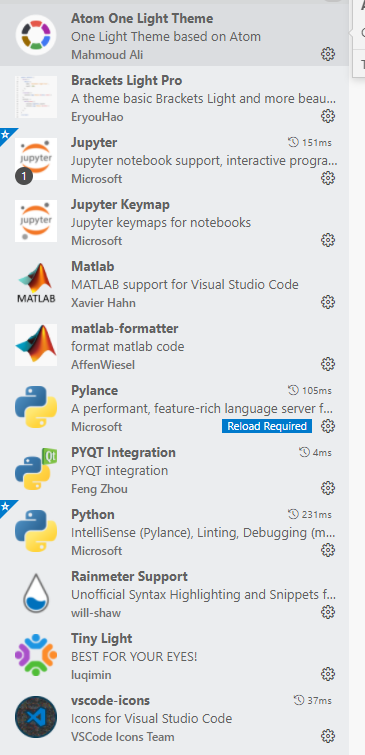 Atom One Light Theme
One Light Theme based on Atom
Mahmoud Ali
Brackets Light Pro
A theme basic Brackets Light and more beau...
EryouHao
Jupyter 151ms
Jupyter notebook support, interactive progra...
Microsoft
jupyter
1
Jupyter Keymap
Jupyter keymaps for notebooks
Microsoft
jupyter
Matlab
MATLAB support for Visual Studio Code
Xavier Hahn
MATLAB
matlab-formatter
format matlab code
AffenWiesel
Pylance 105ms
A performant, feature-rich language server f...
Microsoft Reload Required
PYQT Integration 4ms
PYQT integration
Feng Zhou
Qt
Python 231ms
IntelliSense (Pylance), Linting, Debugging (m...
Microsoft
Rainmeter Support
Unofficial Syntax Highlighting and Snippets f...
will-shaw
Tiny Light
BEST FOR YOUR EYES!
luqimin
vscode-icons 37ms
Icons for Visual Studio Code
VSCode Icons Team